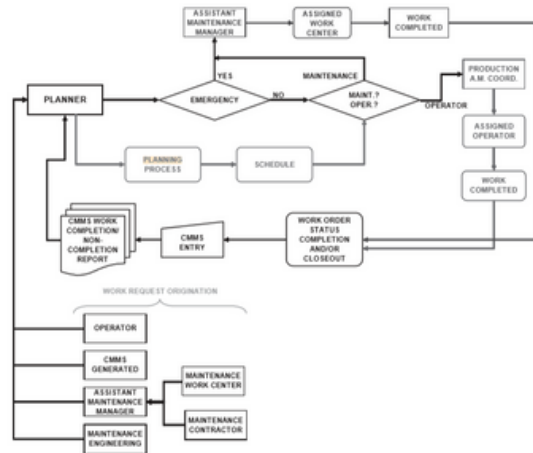 ASSISTANT
MAINTENANCE
MANAGER
ASSIGNED
WORK
CENTER
WORK
COMPLETED
YES
MAINTENANCE
PLANNER
EMERGENCY
NO
MAINT.?
OPER.?
OPERATOR
PRODUCTION
A.M. COORD.
ASSIGNED
OPERATOR
PLANNING
PROCESS
SCHEDULE
WORK
COMPLETED
CMMS WORK
COMPLETION/
NON-
COMPLETION
REPORT
CMMS
ENTRY
WORK ORDER
STATUS
COMPLETION
AND/OR
CLOSEOUT
WORK REQUEST ORIGINATION
OPERATOR
CMMS
GENERATED
ASSISTANT
MAINTENANCE
MANAGER
MAINTENANCE
WORK CENTER
MAINTENANCE
CONTRACTOR
MAINTENANCE
ENGINEERING